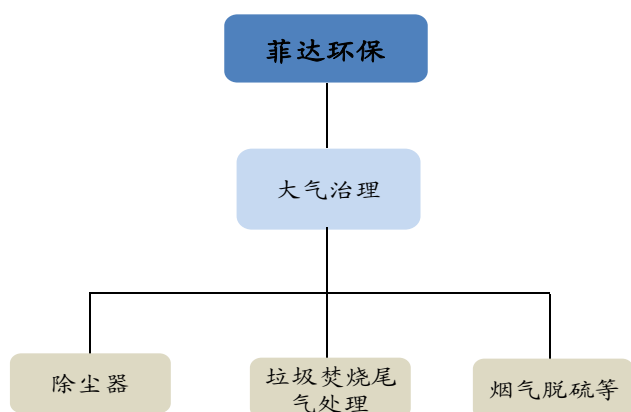 菲达环保
大气治理
除尘器
垃圾焚烧尾
气处理
烟气脱硫等